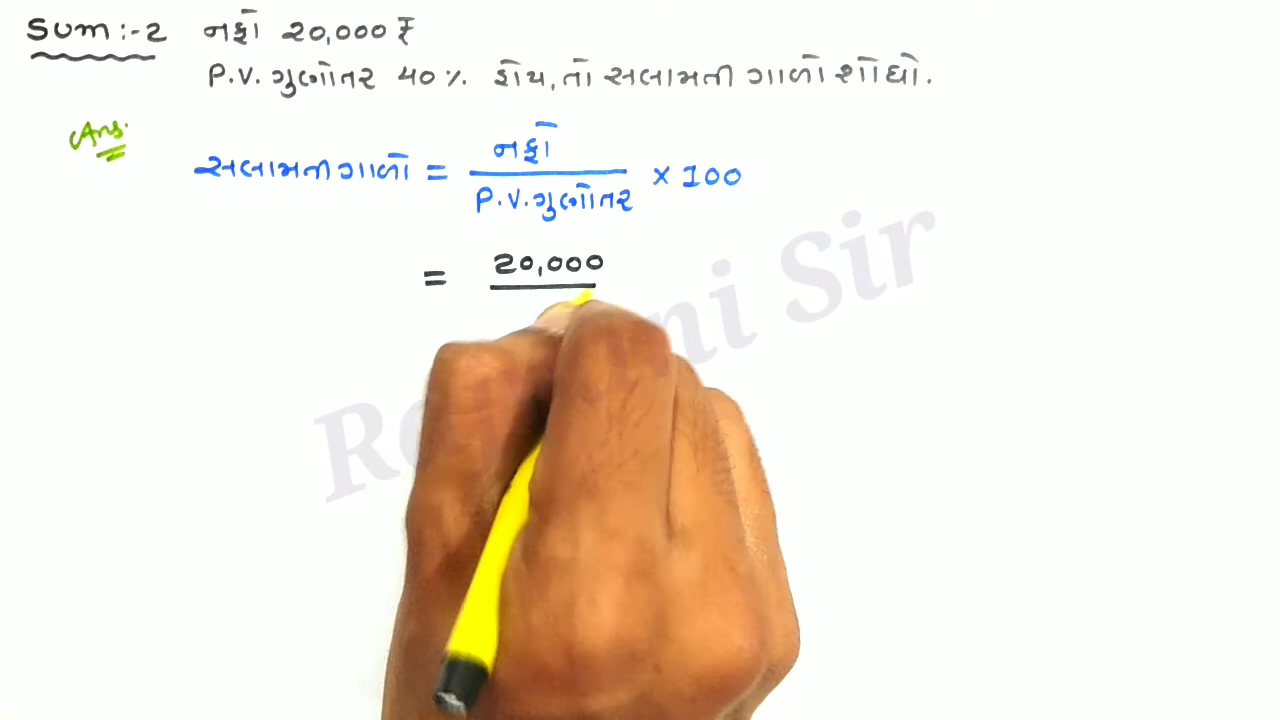 Sum :- 2 નફો 20,000 ₹
P.V. ગુણોત્તર 40 %. હોય, તો સલામતી ગાળો શોધો.
Ans.
સલામતી ગાળો = નફો / P.V. ગુણોત્તર × 100
= 20,000